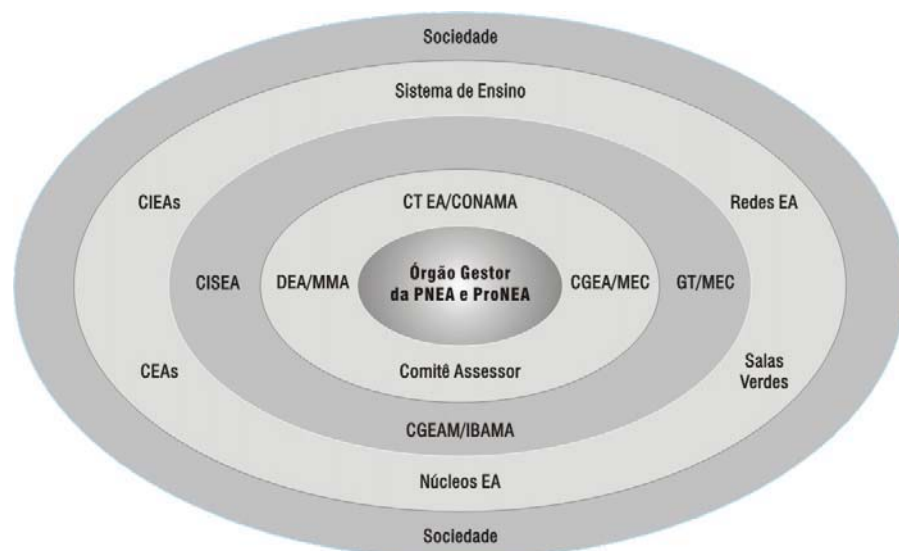 Sociedade
Sistema de Ensino
CIEAs
Redes EA
CT EA/CONAMA
CISEA
DEA/MMA
Órgão Gestor
da PNEA e ProNEA
CGEA/MEC
GT/MEC
CEAs
Comitê Assessor
Salas
Verdes
CGEAM/IBAMA
Núcleos EA
Sociedade